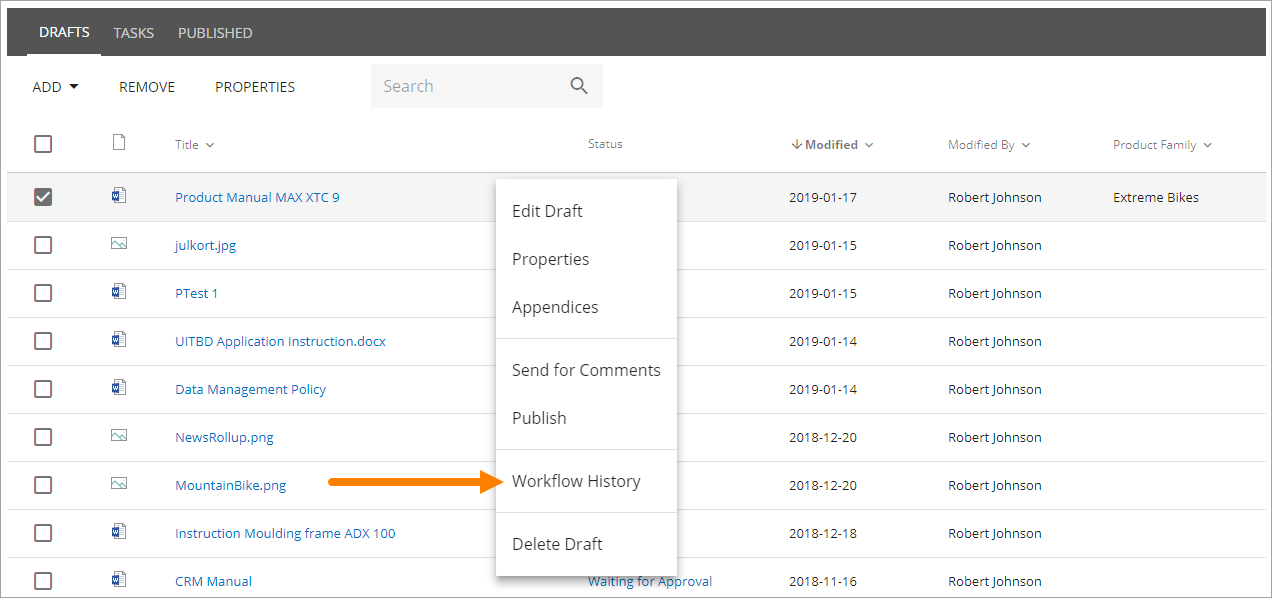 DRAFTS TASKS PUBLISHED
ADD REMOVE PROPERTIES Search
Title Status Modified Modified By Product Family
Product Manual MAX XTC 9 2019-01-17 Robert Johnson Extreme Bikes
Edit Draft
julkort.jpg 2019-01-15 Robert Johnson
Properties
PTest 1 2019-01-15 Robert Johnson
Appendices
UITBD Application Instruction.docx 2019-01-14 Robert Johnson
Send for Comments
Data Management Policy 2019-01-14 Robert Johnson
Publish
NewsRollup.png 2018-12-20 Robert Johnson
Workflow History
MountainBike.png 2018-12-20 Robert Johnson
Instruction Moulding frame ADX 100 2018-12-18 Robert Johnson
Delete Draft
CRM Manual Waiting for Approval 2018-11-16 Robert Johnson